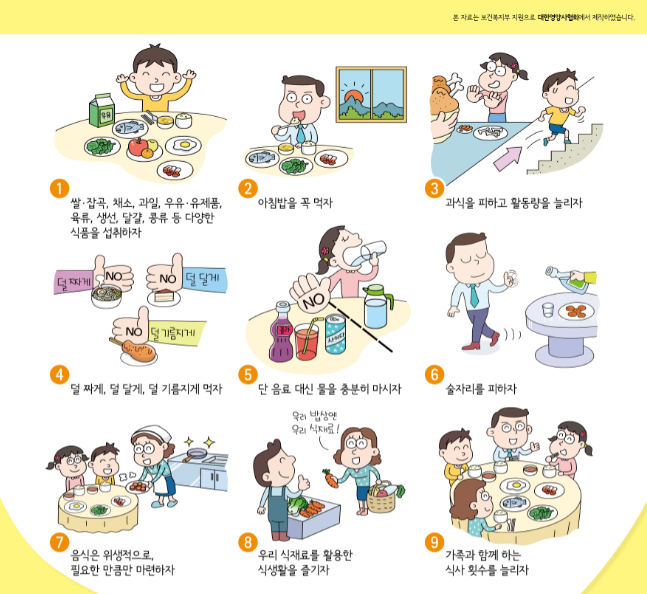 본 자료는 보건복지부 지원으로 대한영양사협회에서 제작하였습니다.
우유
1
쌀·잡곡, 채소, 과일, 우유·유제품,
육류, 생선, 달걀, 콩류 등 다양한
식품을 섭취하자
2
아침밥을 꼭 먹자
3
과식을 피하고 활동량을 늘리자
덜 짜게
NO
NO
덜 달게
NO
덜 기름지게
4
덜 짜게, 덜 달게, 덜 기름지게 먹자
NO
콜라
사이다
5
단 음료 대신 물을 충분히 마시자
6
술자리를 피하자
7
음식은 위생적으로,
필요한 만큼만 마련하자
우리 밥상엔
우리 식재료!
8
우리 식재료를 활용한
식생활을 즐기자
9
가족과 함께 하는
식사 횟수를 늘리자